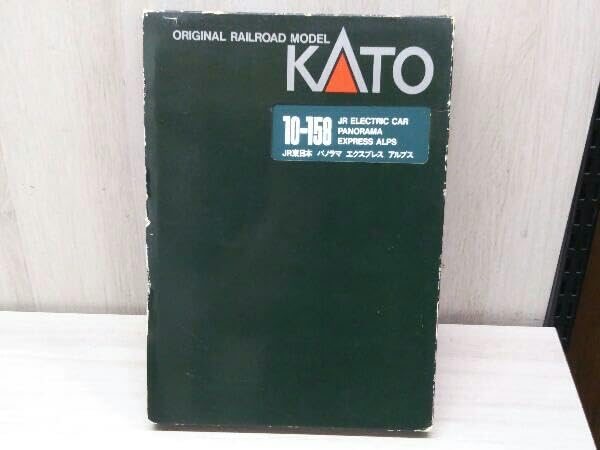 ORIGINAL RAILROAD MODEL
KATO
10-158
JR ELECTRIC CAR
PANORAMA
EXPRESS ALPS
JR東日本 パノラマ エクスプレス アルプス